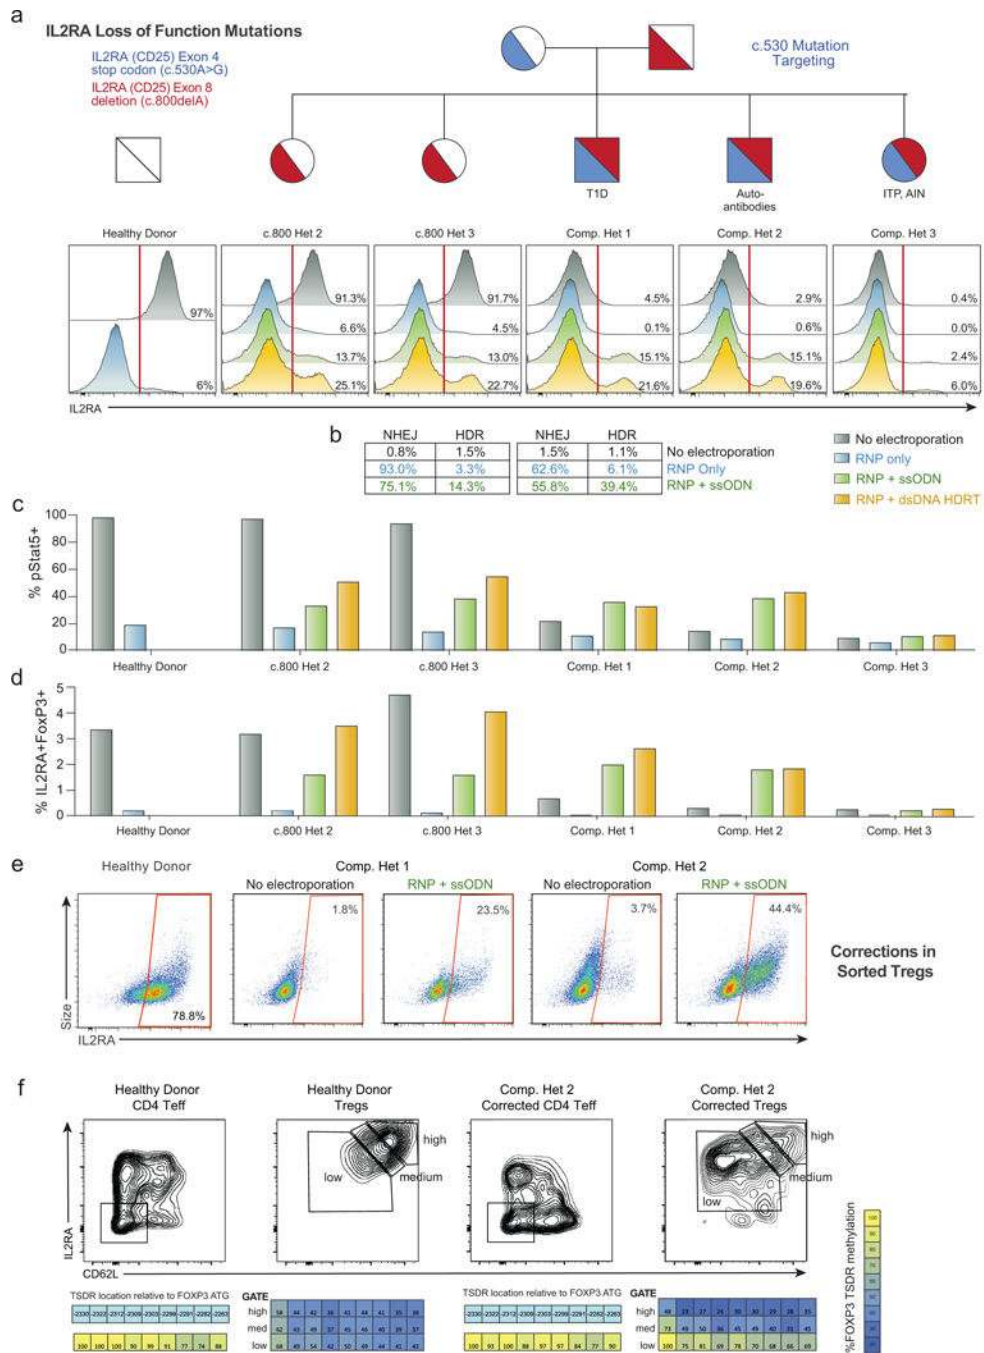 a
IL2RA Loss of Function Mutations
IL2RA (CD25) Exon 4
stop codon (c.530A>G)
IL2RA (CD25) Exon 8
deletion (c.800delA)
c.530 Mutation
Targeting
T1D
Auto-
antibodies
ITP, AIN
Healthy Donor
c.800 Het 2
c.800 Het 3
Comp. Het 1
Comp. Het 2
Comp. Het 3
97%
91.3%
91.7%
4.5%
2.9%
0.4%
6.6%
4.5%
0.1%
0.6%
0.0%
13.7%
13.0%
15.1%
15.1%
2.4%
6%
25.1%
22.7%
21.6%
19.6%
6.0%
IL2RA
b
NHEJ HDR NHEJ HDR
0.8% 1.5% 1.5% 1.1% No electroporation
93.0% 3.3% 62.6% 6.1% RNP Only
75.1% 14.3% 55.8% 39.4% RNP + ssODN
No electroporation
RNP only
RNP + ssODN
RNP + dsDNA HDRT
c
% pStat5+
100
80
60
40
20
0
Healthy Donor
c.800 Het 2
c.800 Het 3
Comp. Het 1
Comp. Het 2
Comp. Het 3
d
% IL2RA+FoxP3+
5
4
3
2
1
0
Healthy Donor
c.800 Het 2
c.800 Het 3
Comp. Het 1
Comp. Het 2
Comp. Het 3
e
Healthy Donor
Comp. Het 1
Comp. Het 2
No electroporation
RNP + ssODN
No electroporation
RNP + ssODN
1.8%
23.5%
3.7%
44.4%
78.8%
Size
IL2RA
Corrections in
Sorted Tregs
f
Healthy Donor
CD4 Teff
Healthy Donor
Tregs
Comp. Het 2
Corrected CD4 Teff
Comp. Het 2
Corrected Tregs
high
medium
low
high
medium
low
IL2RA
CD62L
TSDR location relative to FOXP3 ATG
GATE
high
med
low
TSDR location relative to FOXP3 ATG
GATE
high
med
low
%FOXP3 TSDR methylation